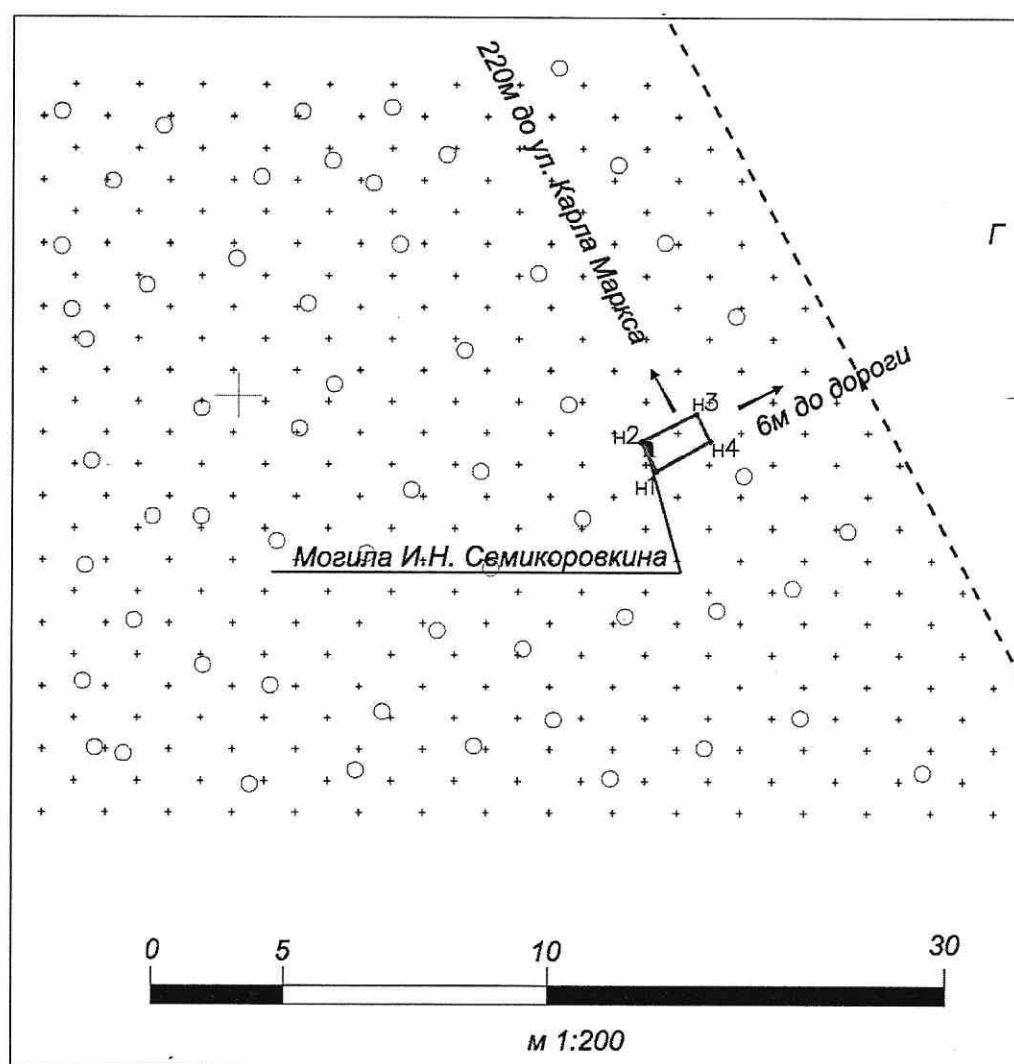 220м до ул. Карла Маркса
Г
6м до дороги
н3
н2
н4
н1
Могила И.Н. Семикоровкина
0 5 10 30
м 1:200